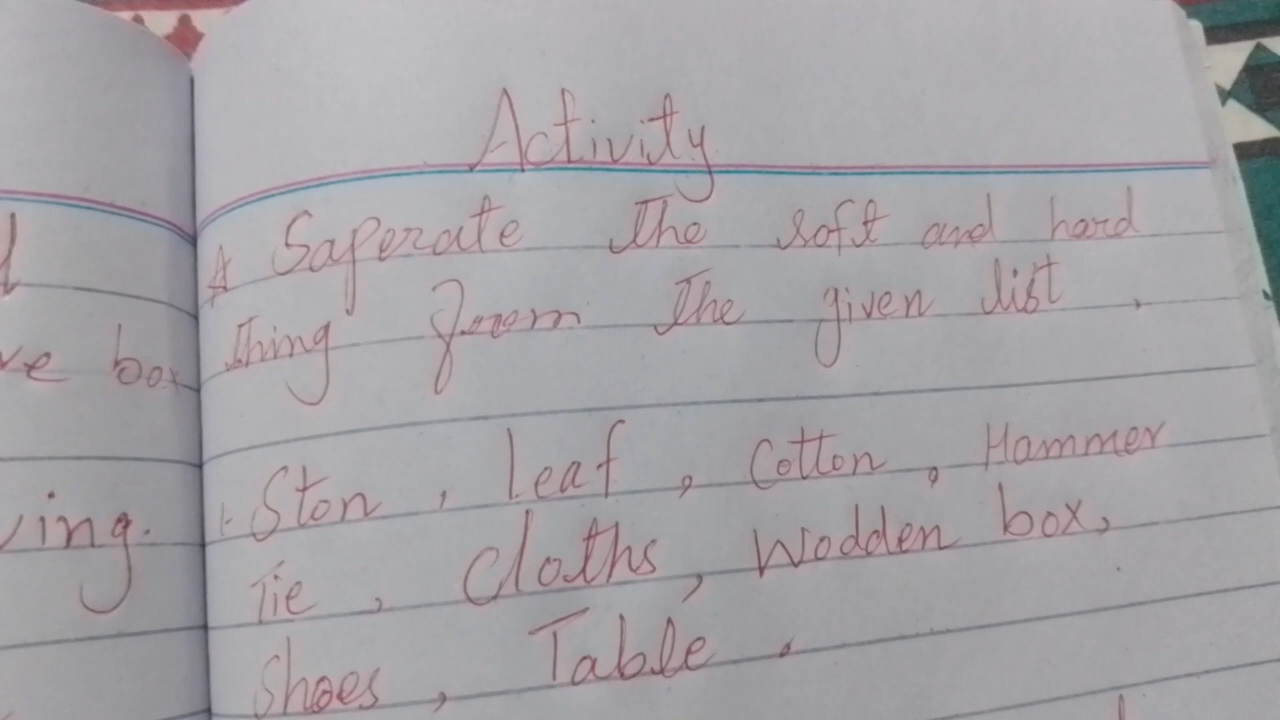 Activity
Saperate the soft and hard
thing from the given list .
ve box
Ston , leaf , Cotton , Hammer
ving.
Tie , Cloths , Wodden box,
Shoes , Table .